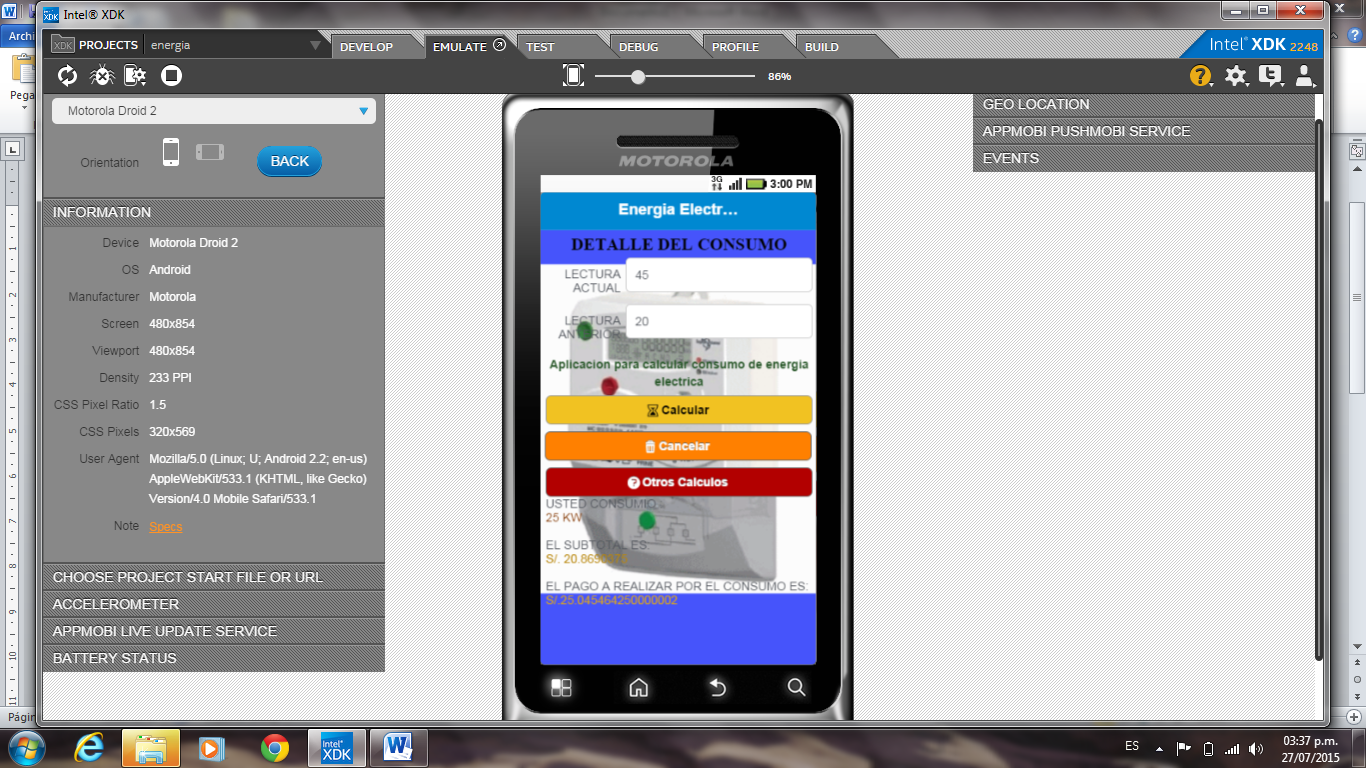 Intel® XDK
Archi
Pega
XDK PROJECTS energia
DEVELOP EMULATE TEST DEBUG PROFILE BUILD
Intel® XDK 2248
86%
Motorola Droid 2
Orientation BACK
INFORMATION
Device Motorola Droid 2
OS Android
Manufacturer Motorola
Screen 480x854
Viewport 480x854
Density 233 PPI
CSS Pixel Ratio 1.5
CSS Pixels 320x569
User Agent Mozilla/5.0 (Linux; U; Android 2.2; en-us)
AppleWebKit/533.1 (KHTML, like Gecko)
Version/4.0 Mobile Safari/533.1
Note Specs
CHOOSE PROJECT START FILE OR URL
ACCELEROMETER
APPMOBI LIVE UPDATE SERVICE
BATTERY STATUS
MOTOROLA
3G 3:00 PM
Energia Electr...
DETALLE DEL CONSUMO
LECTURA
ACTUAL
45
LECTURA
ANTERIOR
20
Aplicacion para calcular consumo de energia
electrica
Calcular
Cancelar
Otros Calculos
USTED CONSUMIO
25 KW
EL SUBTOTAL ES:
S/.
EL PAGO A REALIZAR POR EL CONSUMO ES:
S/.25.045464250000002
GEO LOCATION
APPMOBI PUSHMOBI SERVICE
EVENTS
Págin
ES
03:37 p.m.
27/07/2015